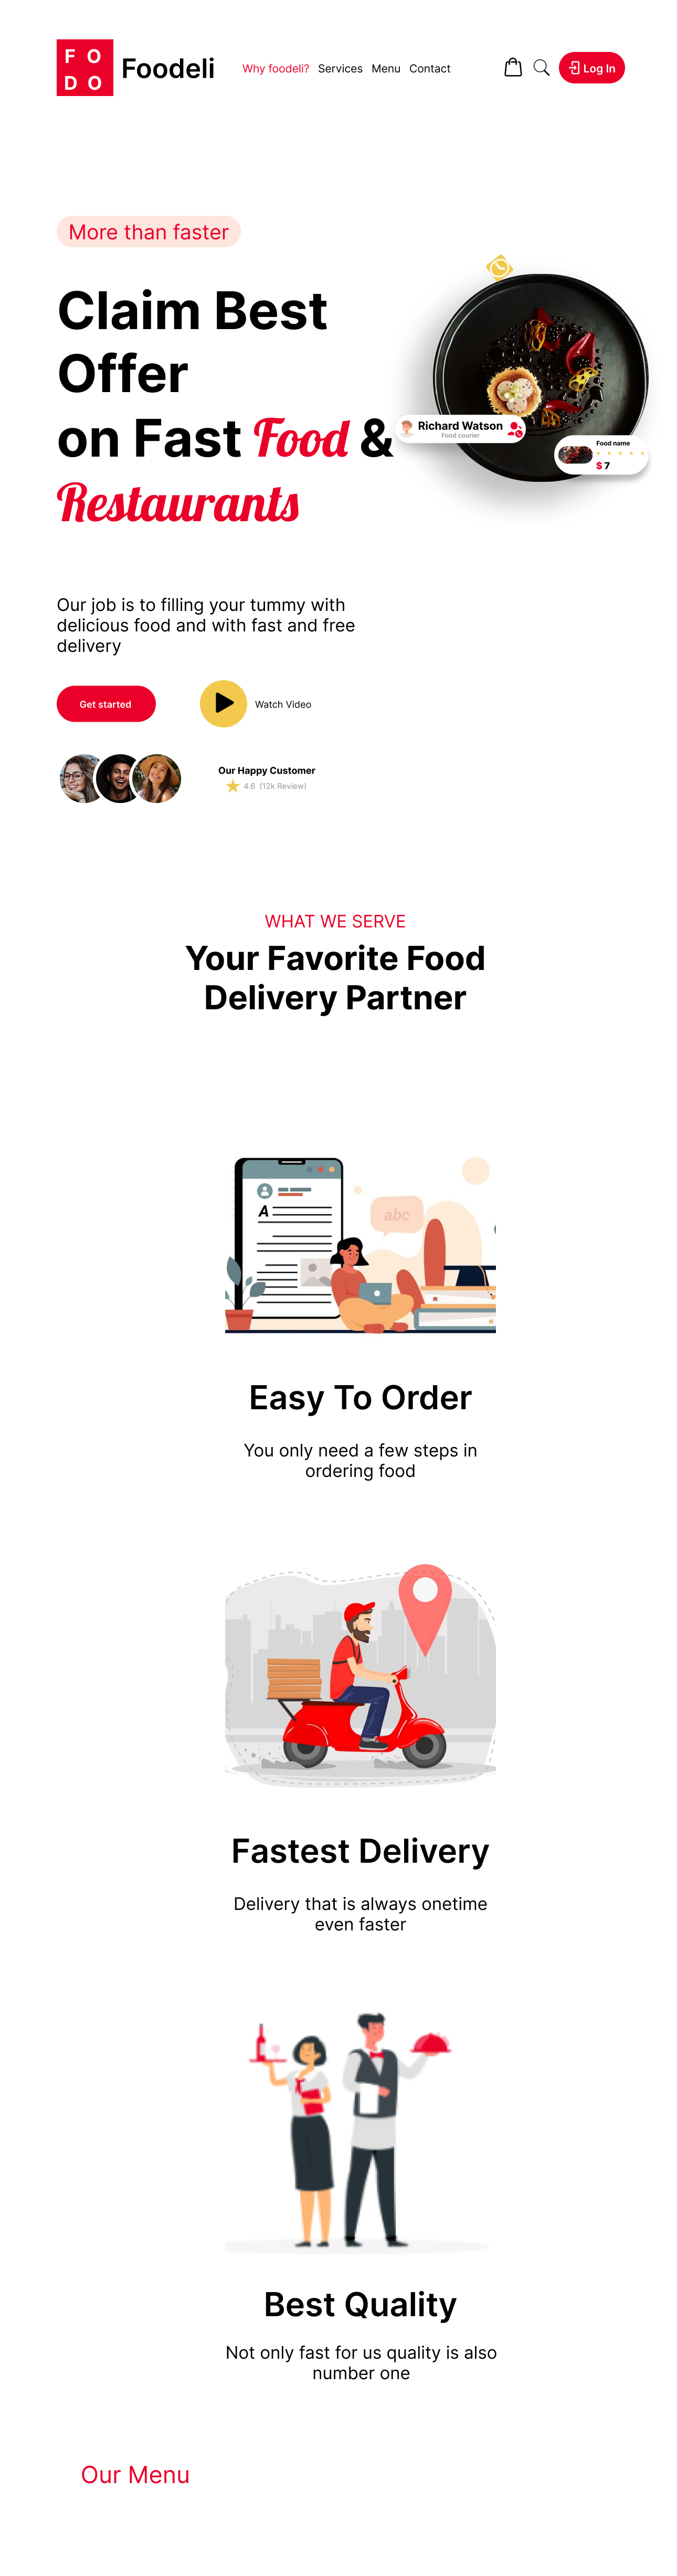 F O
D O
Foodeli
Why foodeli? Services Menu Contact
Log In
More than faster
Claim Best
Offer
on Fast Food &
Restaurants
Richard Watson
Food courier
Food name
$ 7
Our job is to filling your tummy with
delicious food and with fast and free
delivery
Get started
Watch Video
Our Happy Customer
4.6 (12k Review)
WHAT WE SERVE
Your Favorite Food
Delivery Partner
A
abc
Easy To Order
You only need a few steps in
ordering food
Fastest Delivery
Delivery that is always onetime
even faster
Best Quality
Not only fast for us quality is also
number one
Our Menu